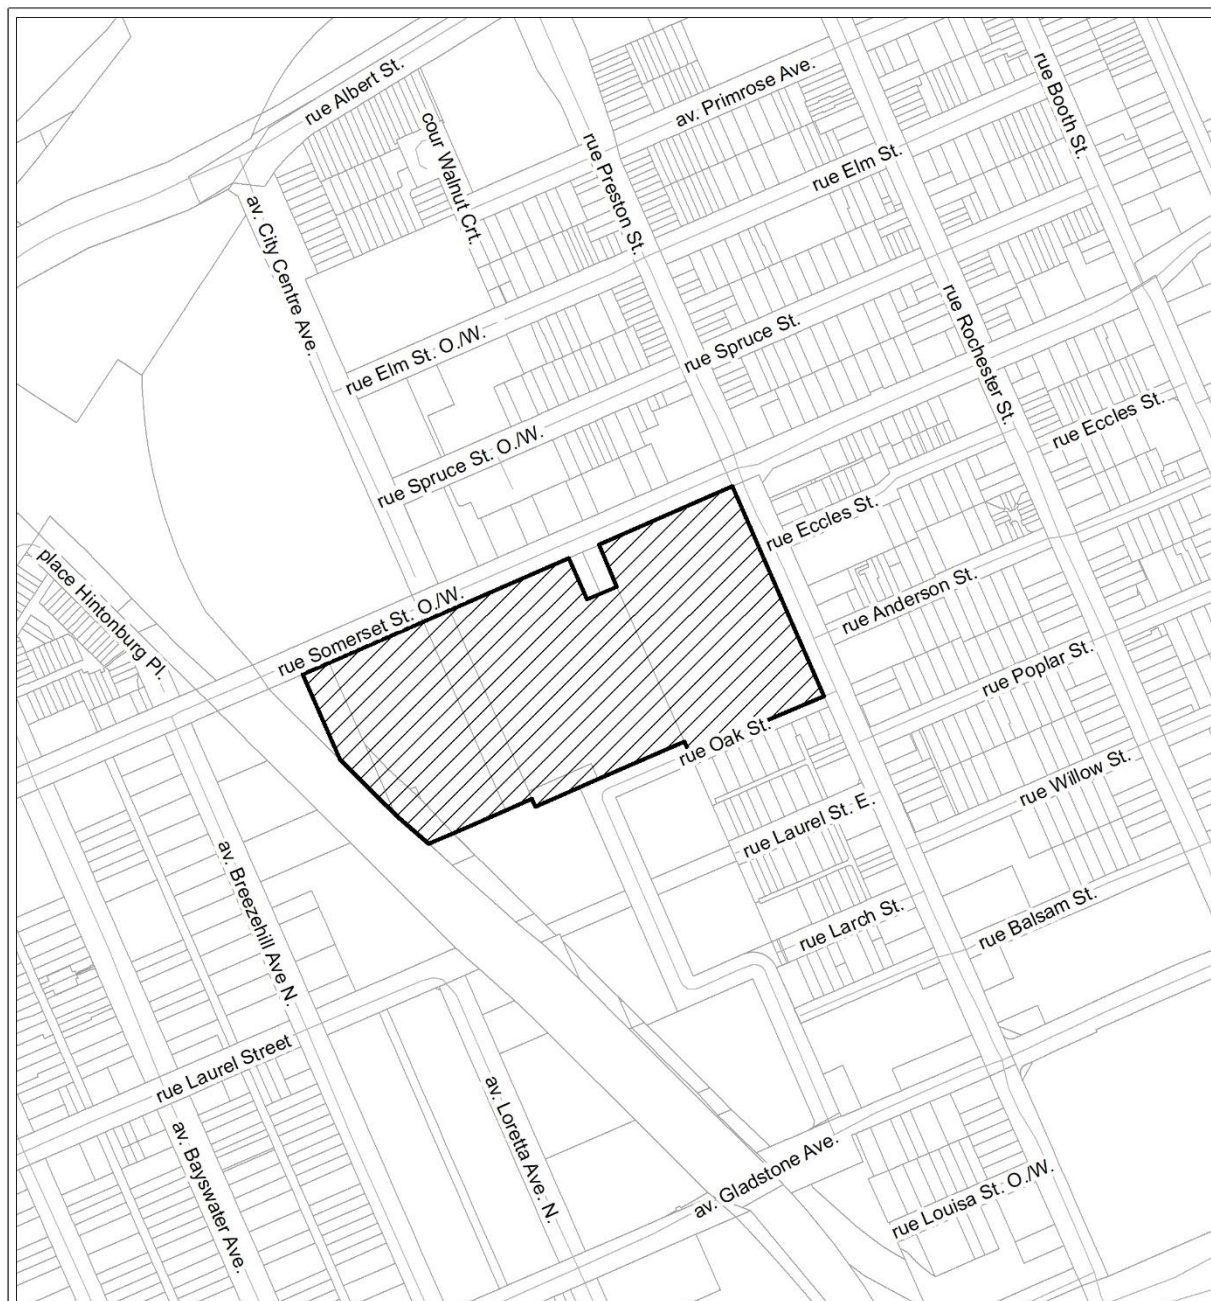 rue Albert St.
av. Primrose Ave.
rue Booth St.
cour Walnut Crt.
rue Preston St.
rue Elm St.
av. City Centre Ave.
rue Rochester St.
rue Spruce St.
rue Elm St. O./W.
rue Eccles St.
rue Spruce St. O./W.
rue Eccles St.
place Hintonburg Pl.
rue Somerset St. O./W.
rue Anderson St.
rue Poplar St.
rue Oak St.
rue Willow St.
rue Laurel St. E.
av. Breezehill Ave N.
rue Larch St.
rue Balsam St.
rue Laurel Street
av. Loretta Ave. N.
av. Bayswater Ave.
av. Gladstone Ave.
rue Louisa St. O./W.